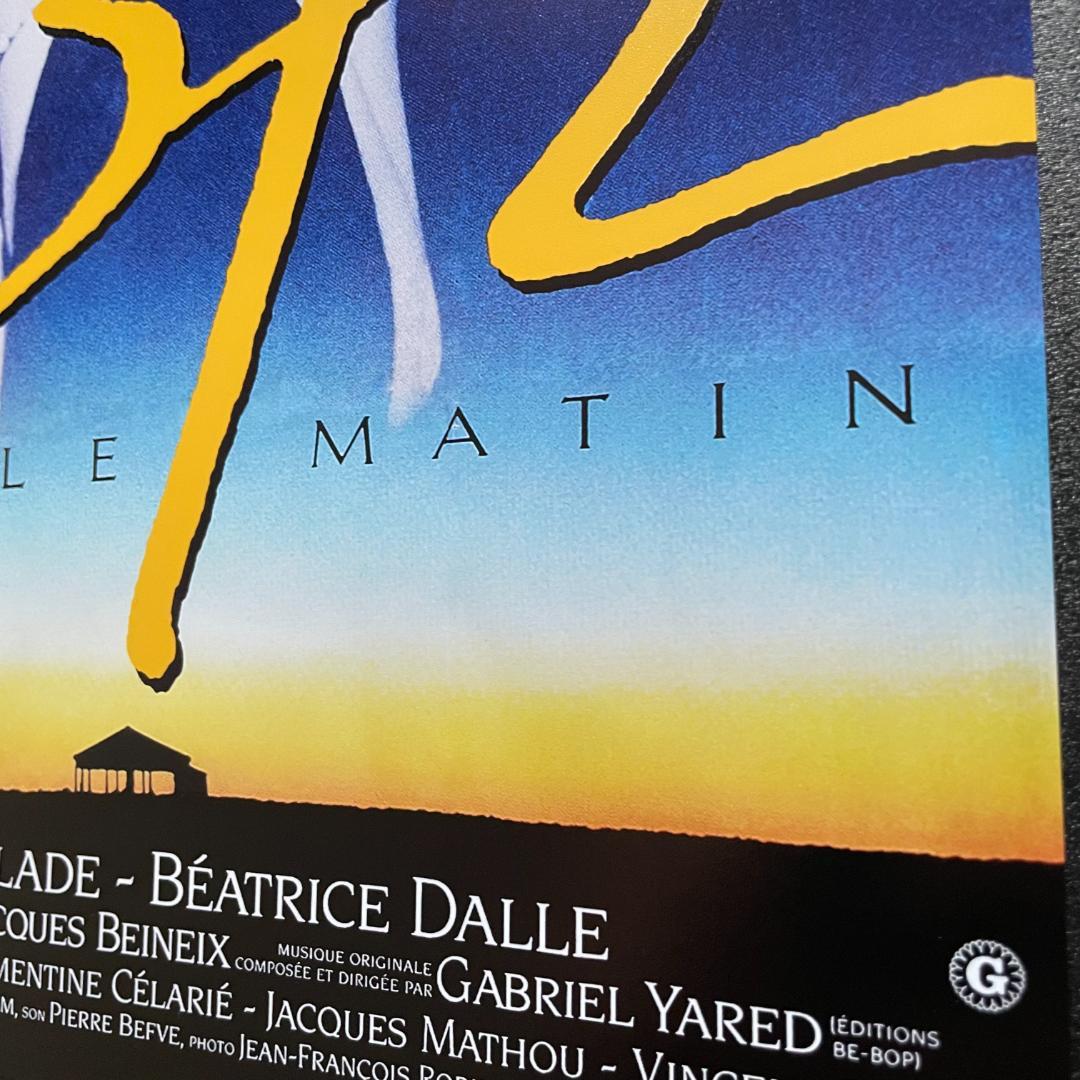 LE MATIN
LADE - BÉATRICE DALLE
CQUES BEINEIX MUSIQUE ORIGINALE COMPOSÉE ET DIRIGÉE PAR GABRIEL YARED (ÉDITIONS BE-BOP)
MENTINE CÉLARIÉ - JACQUES MATHOU -
M, SON PIERRE BEFVE, PHOTO JEAN-FRANÇOIS
G